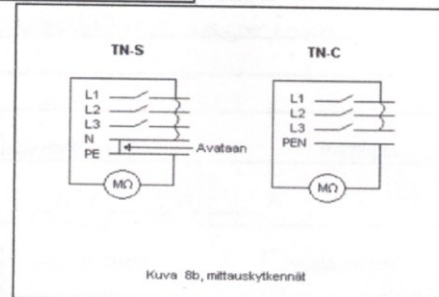 TN-S
L1
L2
L3
N
PE
Avataan
MΩ
TN-C
L1
L2
L3
PEN
MΩ
Kuva 8b, mittauskytkennät